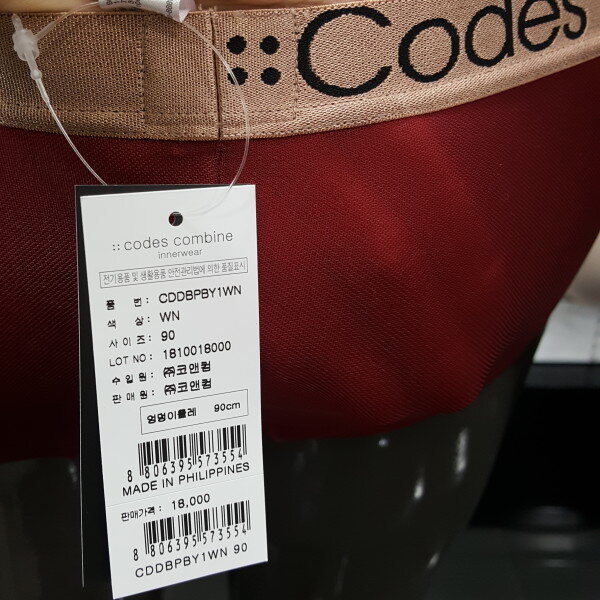 ::Codes
:: codes combine
innerwear
전기용품 및 생활용품 안전관리법에 의한 품질표시
품 번 : CDDBPBY1WN
색 상 : WN
사 이 즈 : 90
LOT NO : 1810018000
수 입 원 : ㈜코앤컴
판 매 원 : ㈜코앤컴
엉덩이둘레 90cm
8 806395 573554
MADE IN PHILIPPINES
판매가격 : 18,000
8 806395 573554
CDDBPBY1WN 90